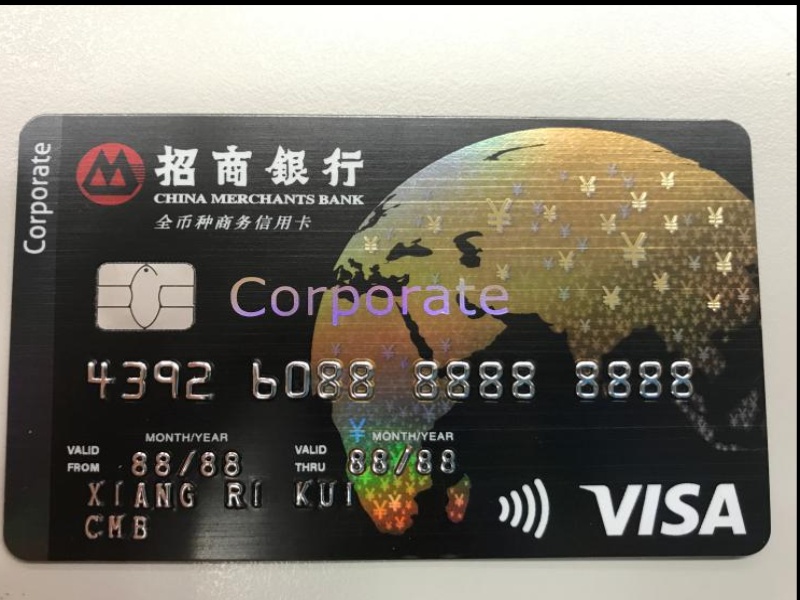 Corporate
招商銀行
CHINA MERCHANTS BANK
全币种商务信用卡
Corporate
4392 6088 8888 8888
MONTH/YEAR MONTH/YEAR
VALID FROM 88/88 VALID THRU 88/88
XIANG RI KUI
CMB
VISA